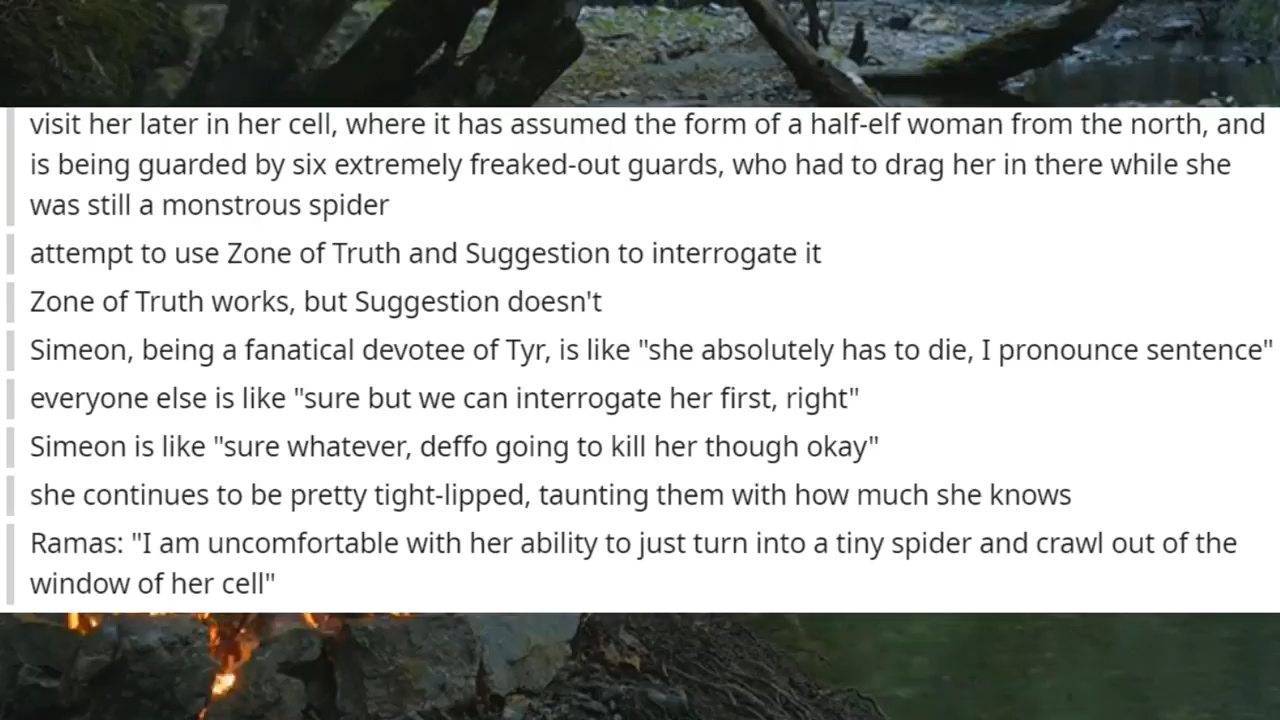 visit her later in her cell, where it has assumed the form of a half-elf woman from the north, and
is being guarded by six extremely freaked-out guards, who had to drag her in there while she
was still a monstrous spider
attempt to use Zone of Truth and Suggestion to interrogate it
Zone of Truth works, but Suggestion doesn't
Simeon, being a fanatical devotee of Tyr, is like "she absolutely has to die, I pronounce sentence"
everyone else is like "sure but we can interrogate her first, right"
Simeon is like "sure whatever, deffo going to kill her though okay"
she continues to be pretty tight-lipped, taunting them with how much she knows
Ramas: "I am uncomfortable with her ability to just turn into a tiny spider and crawl out of the
window of her cell"